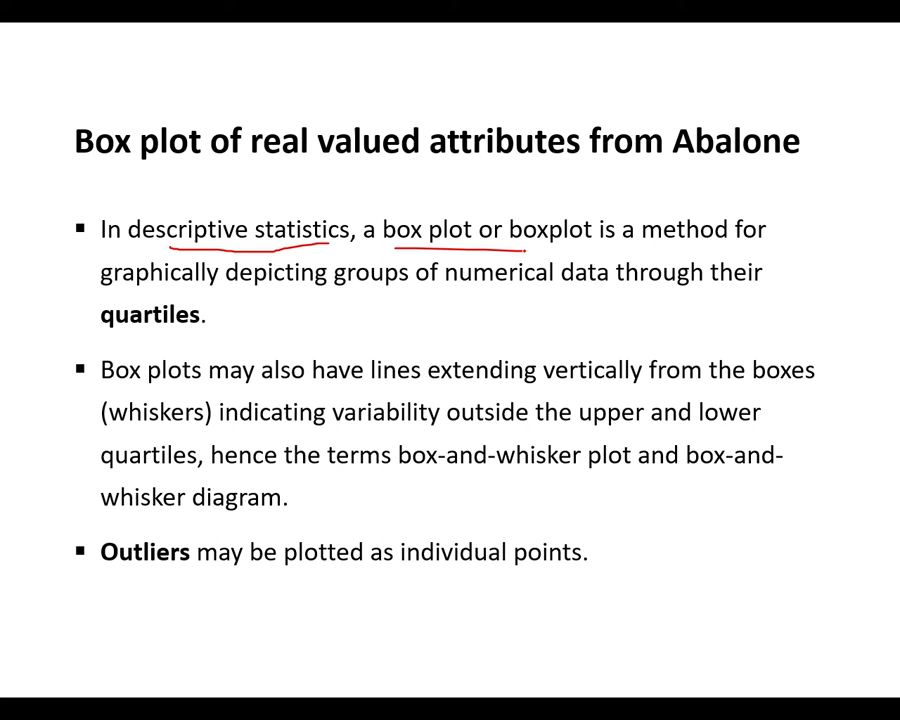 Box plot of real valued attributes from Abalone
▪ In descriptive statistics, a box plot or boxplot is a method for
graphically depicting groups of numerical data through their
quartiles.
▪ Box plots may also have lines extending vertically from the boxes
(whiskers) indicating variability outside the upper and lower
quartiles, hence the terms box-and-whisker plot and box-and-
whisker diagram.
▪ Outliers may be plotted as individual points.